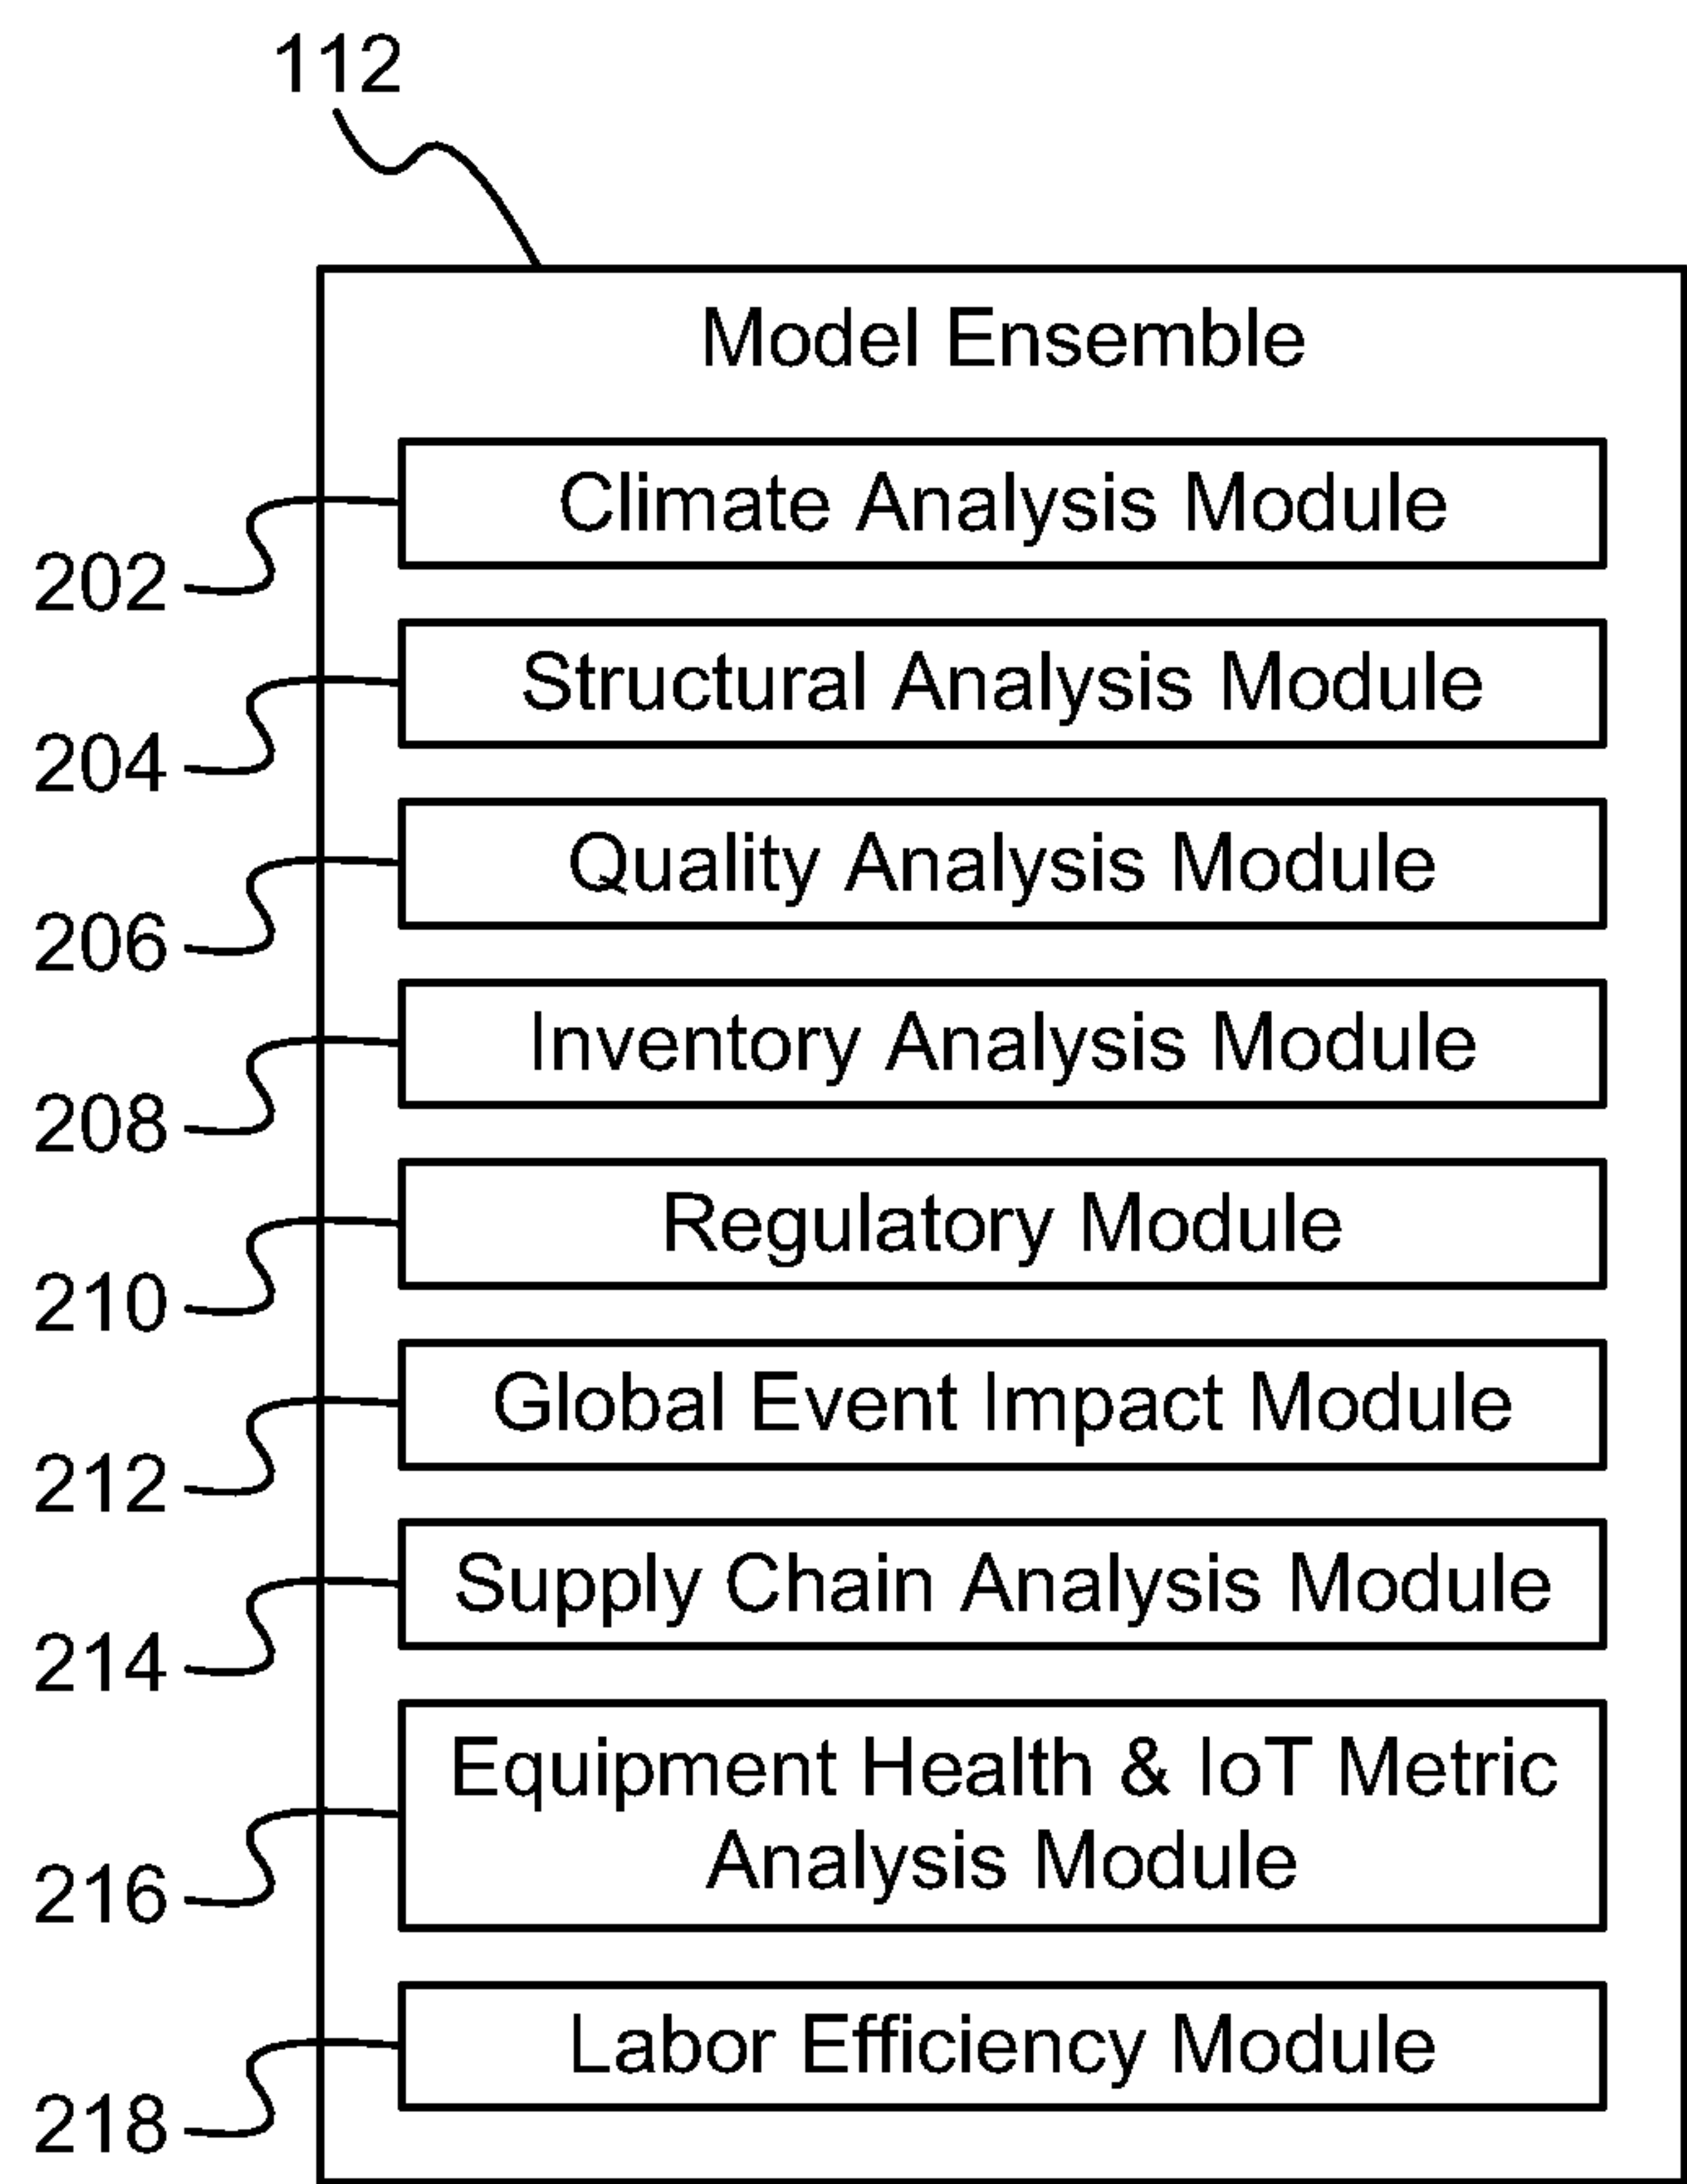 112
Model Ensemble
Climate Analysis Module
202
Structural Analysis Module
204
Quality Analysis Module
206
Inventory Analysis Module
208
Regulatory Module
210
Global Event Impact Module
212
Supply Chain Analysis Module
214
Equipment Health & IoT Metric
Analysis Module
216
Labor Efficiency Module
218